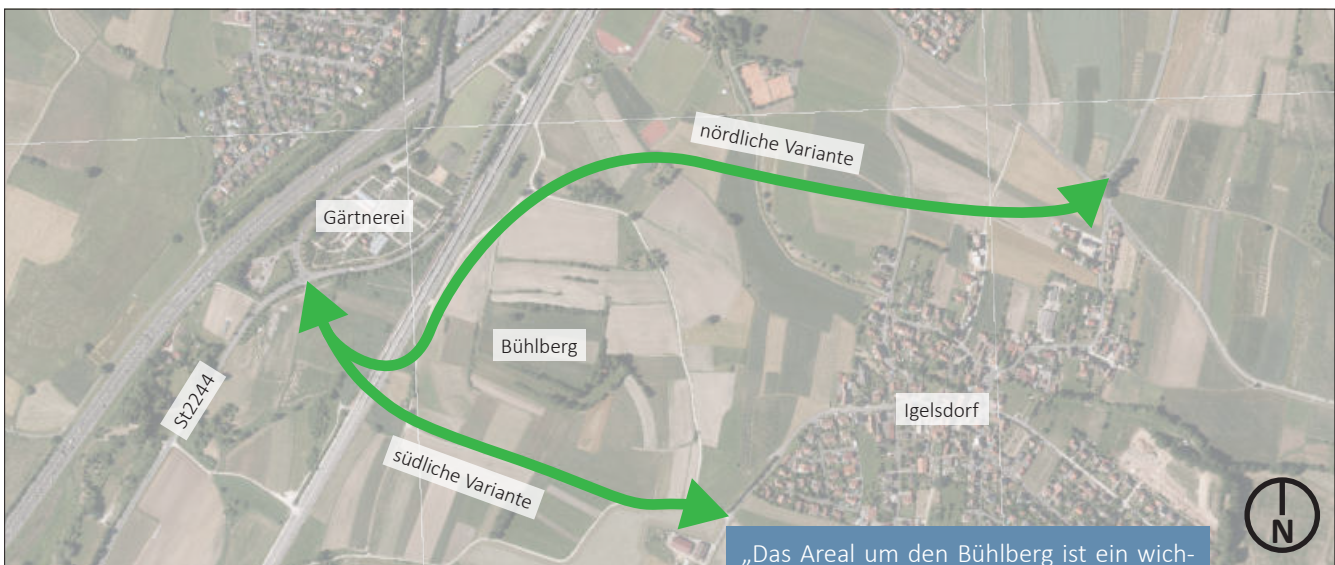 nördliche Variante
Gärtnerei
Bühlberg
St2244
Igelsdorf
südliche Variante
N
„Das Areal um den Bühlberg ist ein wich-